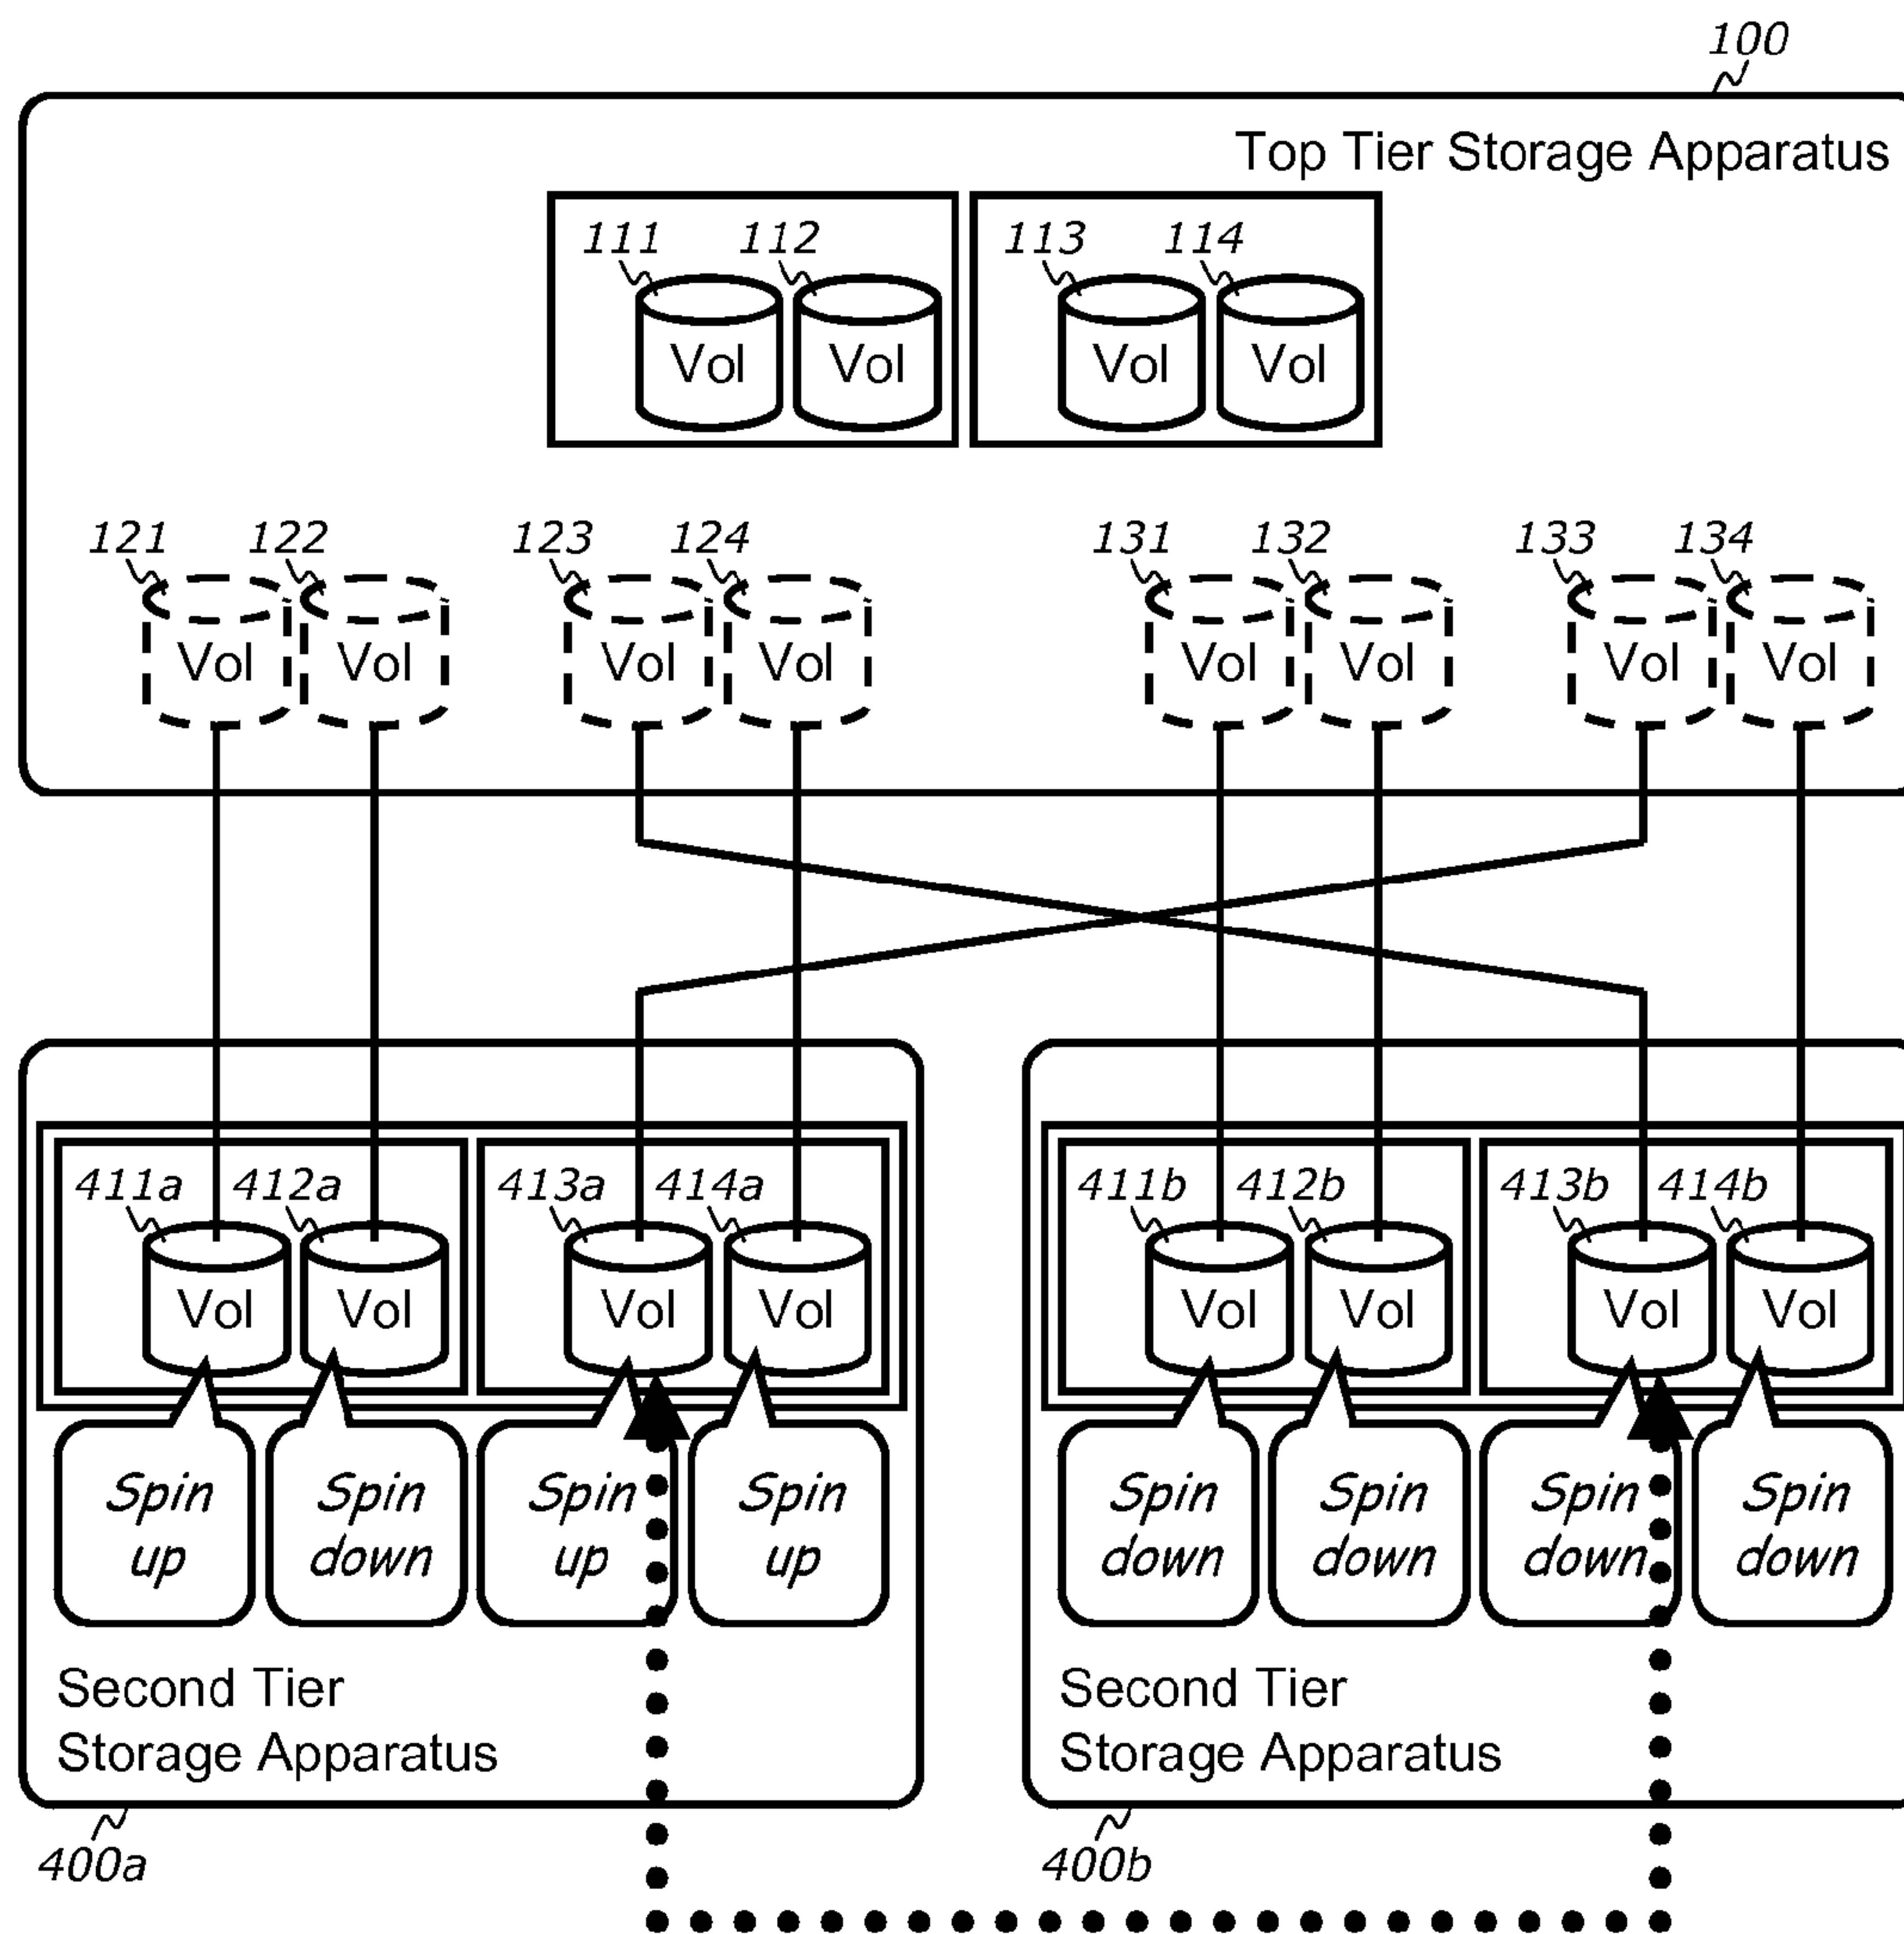 100
Top Tier Storage Apparatus
111 112 113 114
Vol Vol Vol Vol
121 122 123 124 131 132 133 134
Vol Vol Vol Vol Vol Vol Vol Vol
411a 412a 413a 414a 411b 412b 413b 414b
Vol Vol Vol Vol Vol Vol Vol Vol
Spin Spin Spin Spin Spin Spin Spin Spin
up down up up down down down down
Second Tier Second Tier
Storage Apparatus Storage Apparatus
400a 400b